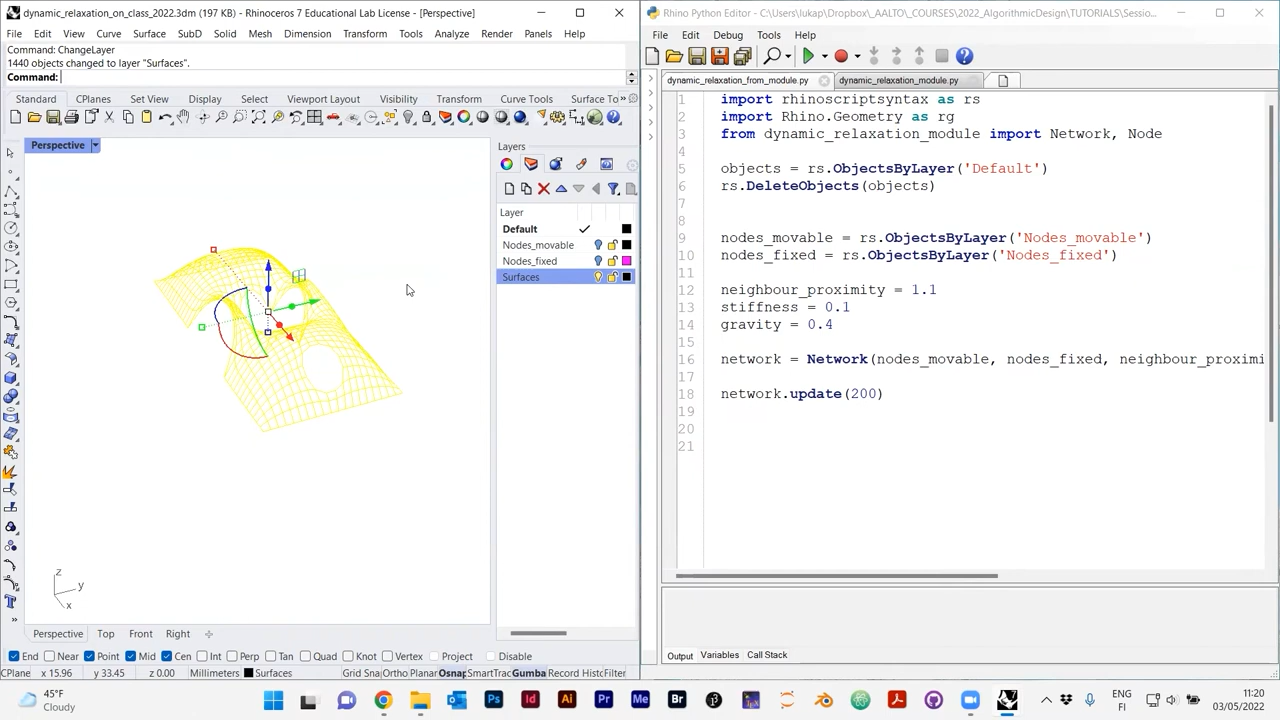 dynamic_relaxation_on_class_2022.3dm (197 KB) - Rhinoceros 7 Educational Lab License - [Perspective]
File Edit View Curve Surface SubD Solid Mesh Dimension Transform Tools Analyze Render Panels Help
Command: ChangeLayer
1440 objects changed to layer "Surfaces".
Command:
Standard CPlanes Set View Display Select Viewport Layout Visibility Transform Curve Tools Surface To
Perspective
Layers
Layer
Default
Nodes_movable
Nodes_fixed
Surfaces
z
y
x
Perspective Top Front Right
End Near Point Mid Cen Int Perp Tan Quad Knot Vertex Project Disable
CPlane x 15.96 y 33.45 z 0.00 Millimeters Surfaces Grid Sna Ortho Planar Osnap SmartTrac Gumba Record Histo Filter
Rhino Python Editor - C:\Users\lukap\Dropbox\_AALTO\_COURSES\2022_AlgorithmicDesign\TUTORIALS\Sessio...
File Edit Debug Tools Help
dynamic_relaxation_from_module.py dynamic_relaxation_module.py
1 import rhinoscriptsyntax as rs
2 import Rhino.Geometry as rg
3 from dynamic_relaxation_module import Network, Node
4
5 objects = rs.ObjectsByLayer('Default')
6 rs.DeleteObjects(objects)
7
8
9 nodes_movable = rs.ObjectsByLayer('Nodes_movable')
10 nodes_fixed = rs.ObjectsByLayer('Nodes_fixed')
11
12 neighbour_proximity = 1.1
13 stiffness = 0.1
14 gravity = 0.4
15
16 network = Network(nodes_movable, nodes_fixed, neighbour_proximi
17
18 network.update(200)
19
20
21
Output Variables Call Stack
45°F
Cloudy
ENG
FI
11:20
03/05/2022